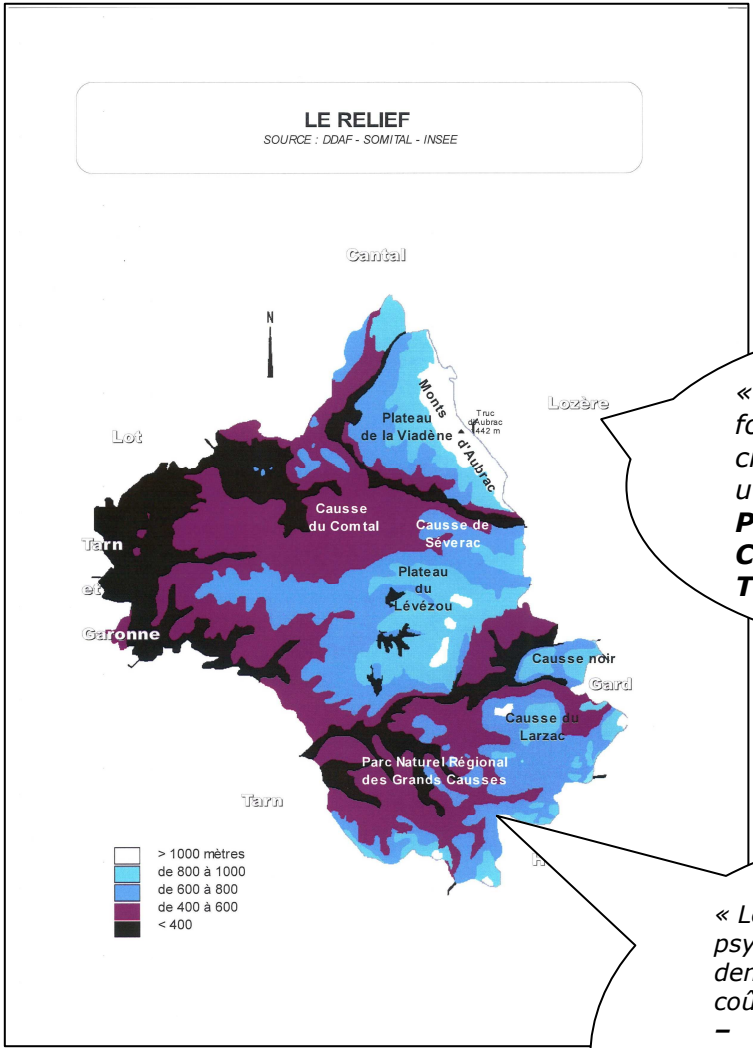 LE RELIEF
SOURCE : DDAF - SOMITAL - INSEE
Cantal
N
Lozère
Monts
d'Aubrac
Truc
d'Aubrac
1442 m
Plateau
de la Viadène
Lot
Causse
du Comtal
Causse de
Séverac
Tarn
et
Garonne
Plateau
du
Lévézou
Causse noir
Gard
Causse du
Larzac
Parc Naturel Régional
des Grands Causses
Tarn
H
> 1000 mètres
de 800 à 1000
de 600 à 800
de 400 à 600
< 400
«
P
C
T
« L
psy
den
coû
–